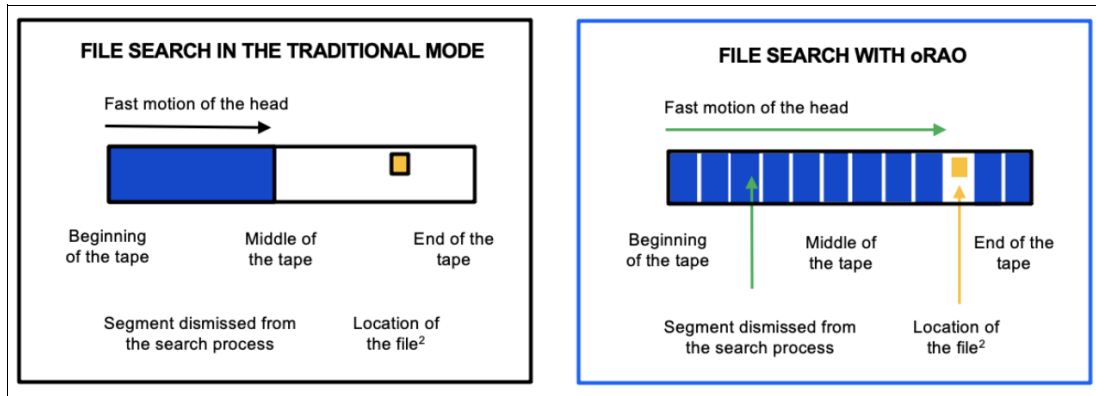 FILE SEARCH IN THE TRADITIONAL MODE
Fast motion of the head
Beginning
of the tape
Middle of
the tape
End of the
tape
Segment dismissed from
the search process
Location of
the file²
FILE SEARCH WITH oRAO
Fast motion of the head
Beginning
of the tape
Middle of
the tape
End of the
tape
Segment dismissed from
the search process
Location of
the file²